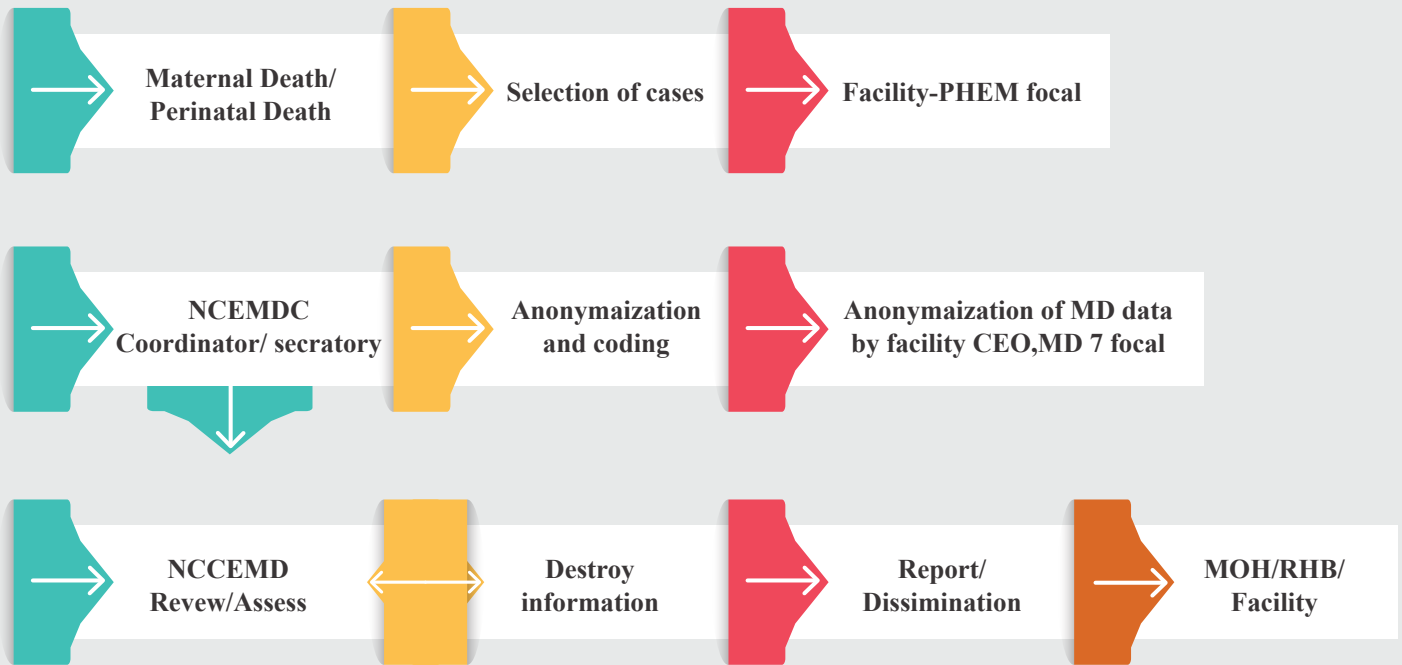 Maternal Death/
Perinatal Death
Selection of cases
Facility-PHEM focal
NCEMDC
Coordinator/ secratory
Anonymaization
and coding
Anonymaization of MD data
by facility CEO,MD 7 focal
NCCEMD
Revew/Assess
Destroy
information
Report/
Dissimination
MOH/RHB/
Facility